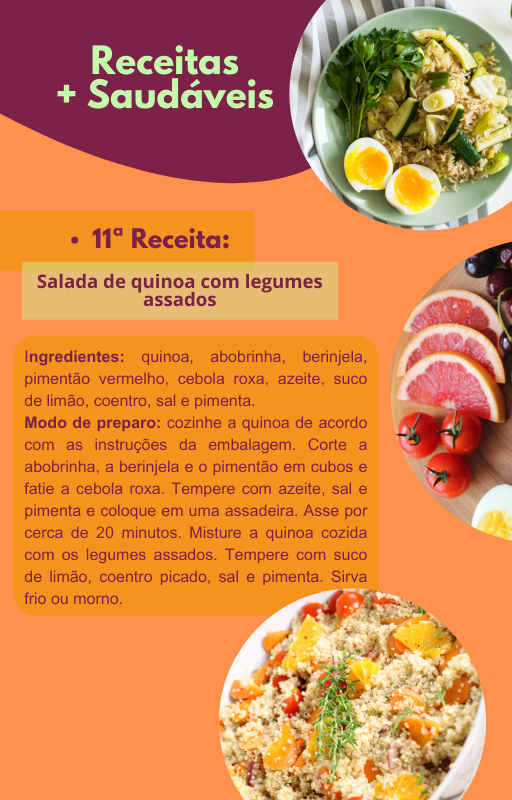 Receitas
+ Saudáveis
• 11ª Receita:
Salada de quinoa com legumes
assados
Ingredientes: quinoa, abobrinha, berinjela,
pimentão vermelho, cebola roxa, azeite, suco
de limão, coentro, sal e pimenta.
Modo de preparo: cozinhe a quinoa de acordo
com as instruções da embalagem. Corte a
abobrinha, a berinjela e o pimentão em cubos e
fatie a cebola roxa. Tempere com azeite, sal e
pimenta e coloque em uma assadeira. Asse por
cerca de 20 minutos. Misture a quinoa cozida
com os legumes assados. Tempere com suco
de limão, coentro picado, sal e pimenta. Sirva
frio ou morno.